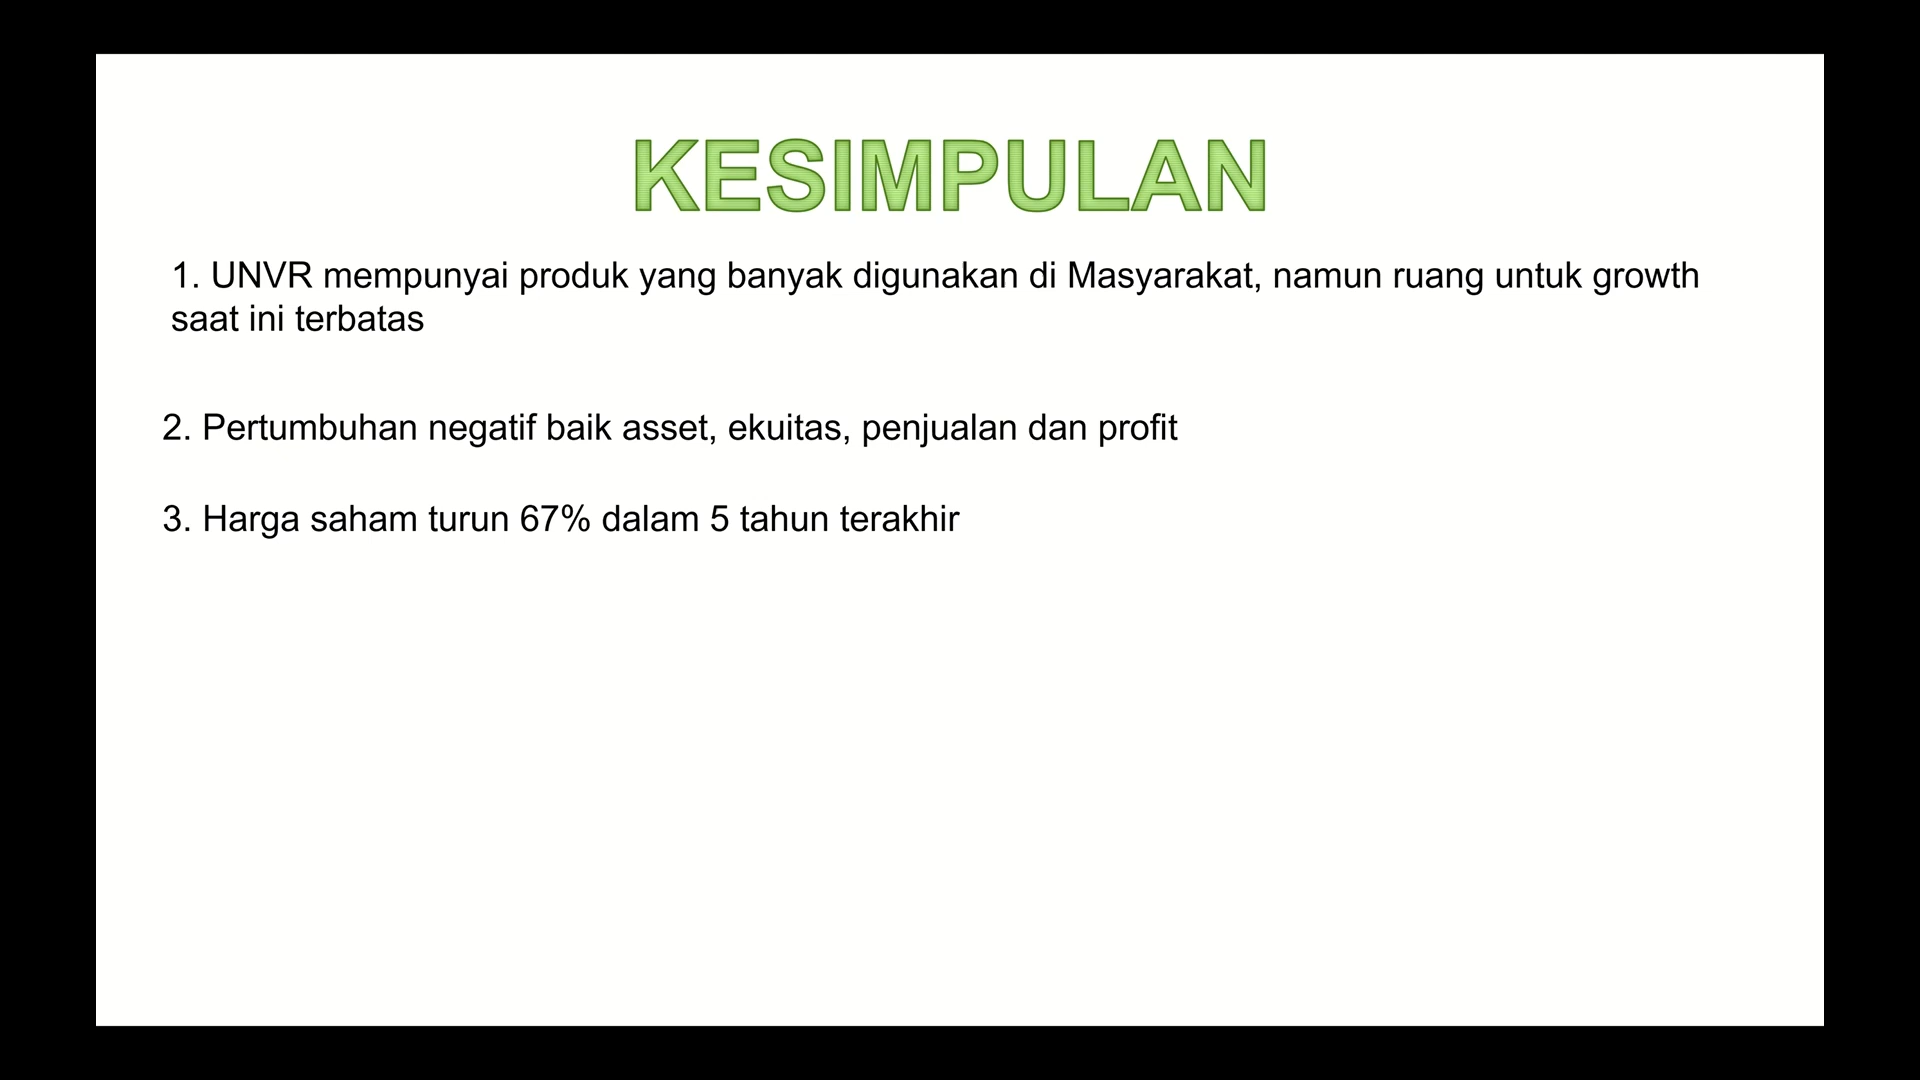 KESIMPULAN
1. UNVR mempunyai produk yang banyak digunakan di Masyarakat, namun ruang untuk growth
saat ini terbatas
2. Pertumbuhan negatif baik asset, ekuitas, penjualan dan profit
3. Harga saham turun 67% dalam 5 tahun terakhir